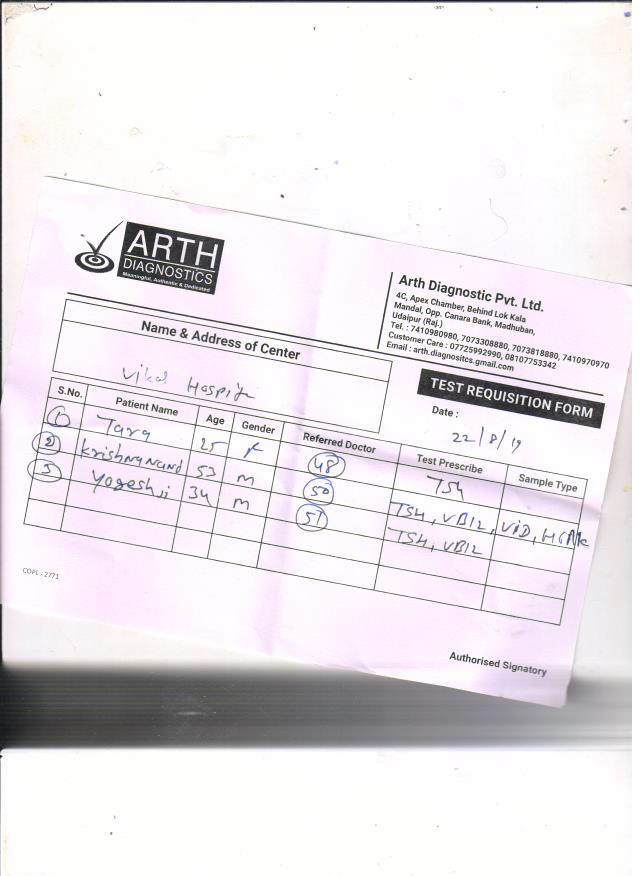 ARTH
DIAGNOSTICS
Meaningful, Authentic & Dedicated
Arth Diagnostic Pvt. Ltd.
4C, Apex Chamber, Behind Lok Kala
Mandal, Opp. Canara Bank, Madhuban,
Udaipur (Raj.)
Tel. : 7410980980, 7073308880, 7073818880, 7410970970
Customer Care : 07725992990, 08107753342
Email : arth.diagnositcs.gmail.com
Name & Address of Center
Vikas Hospital
TEST REQUISITION FORM
Date : 22/8/19
S.No. Patient Name Age Gender Referred Doctor Test Prescribe Sample Type
1 Tara 25 F 48 TSH
2 Krishnanand 53 m 50 TSH, VB12, VitD, HbA1c
3 Yogesh ji 34 m 51 TSH, VB12
COPL : 2771
Authorised Signatory